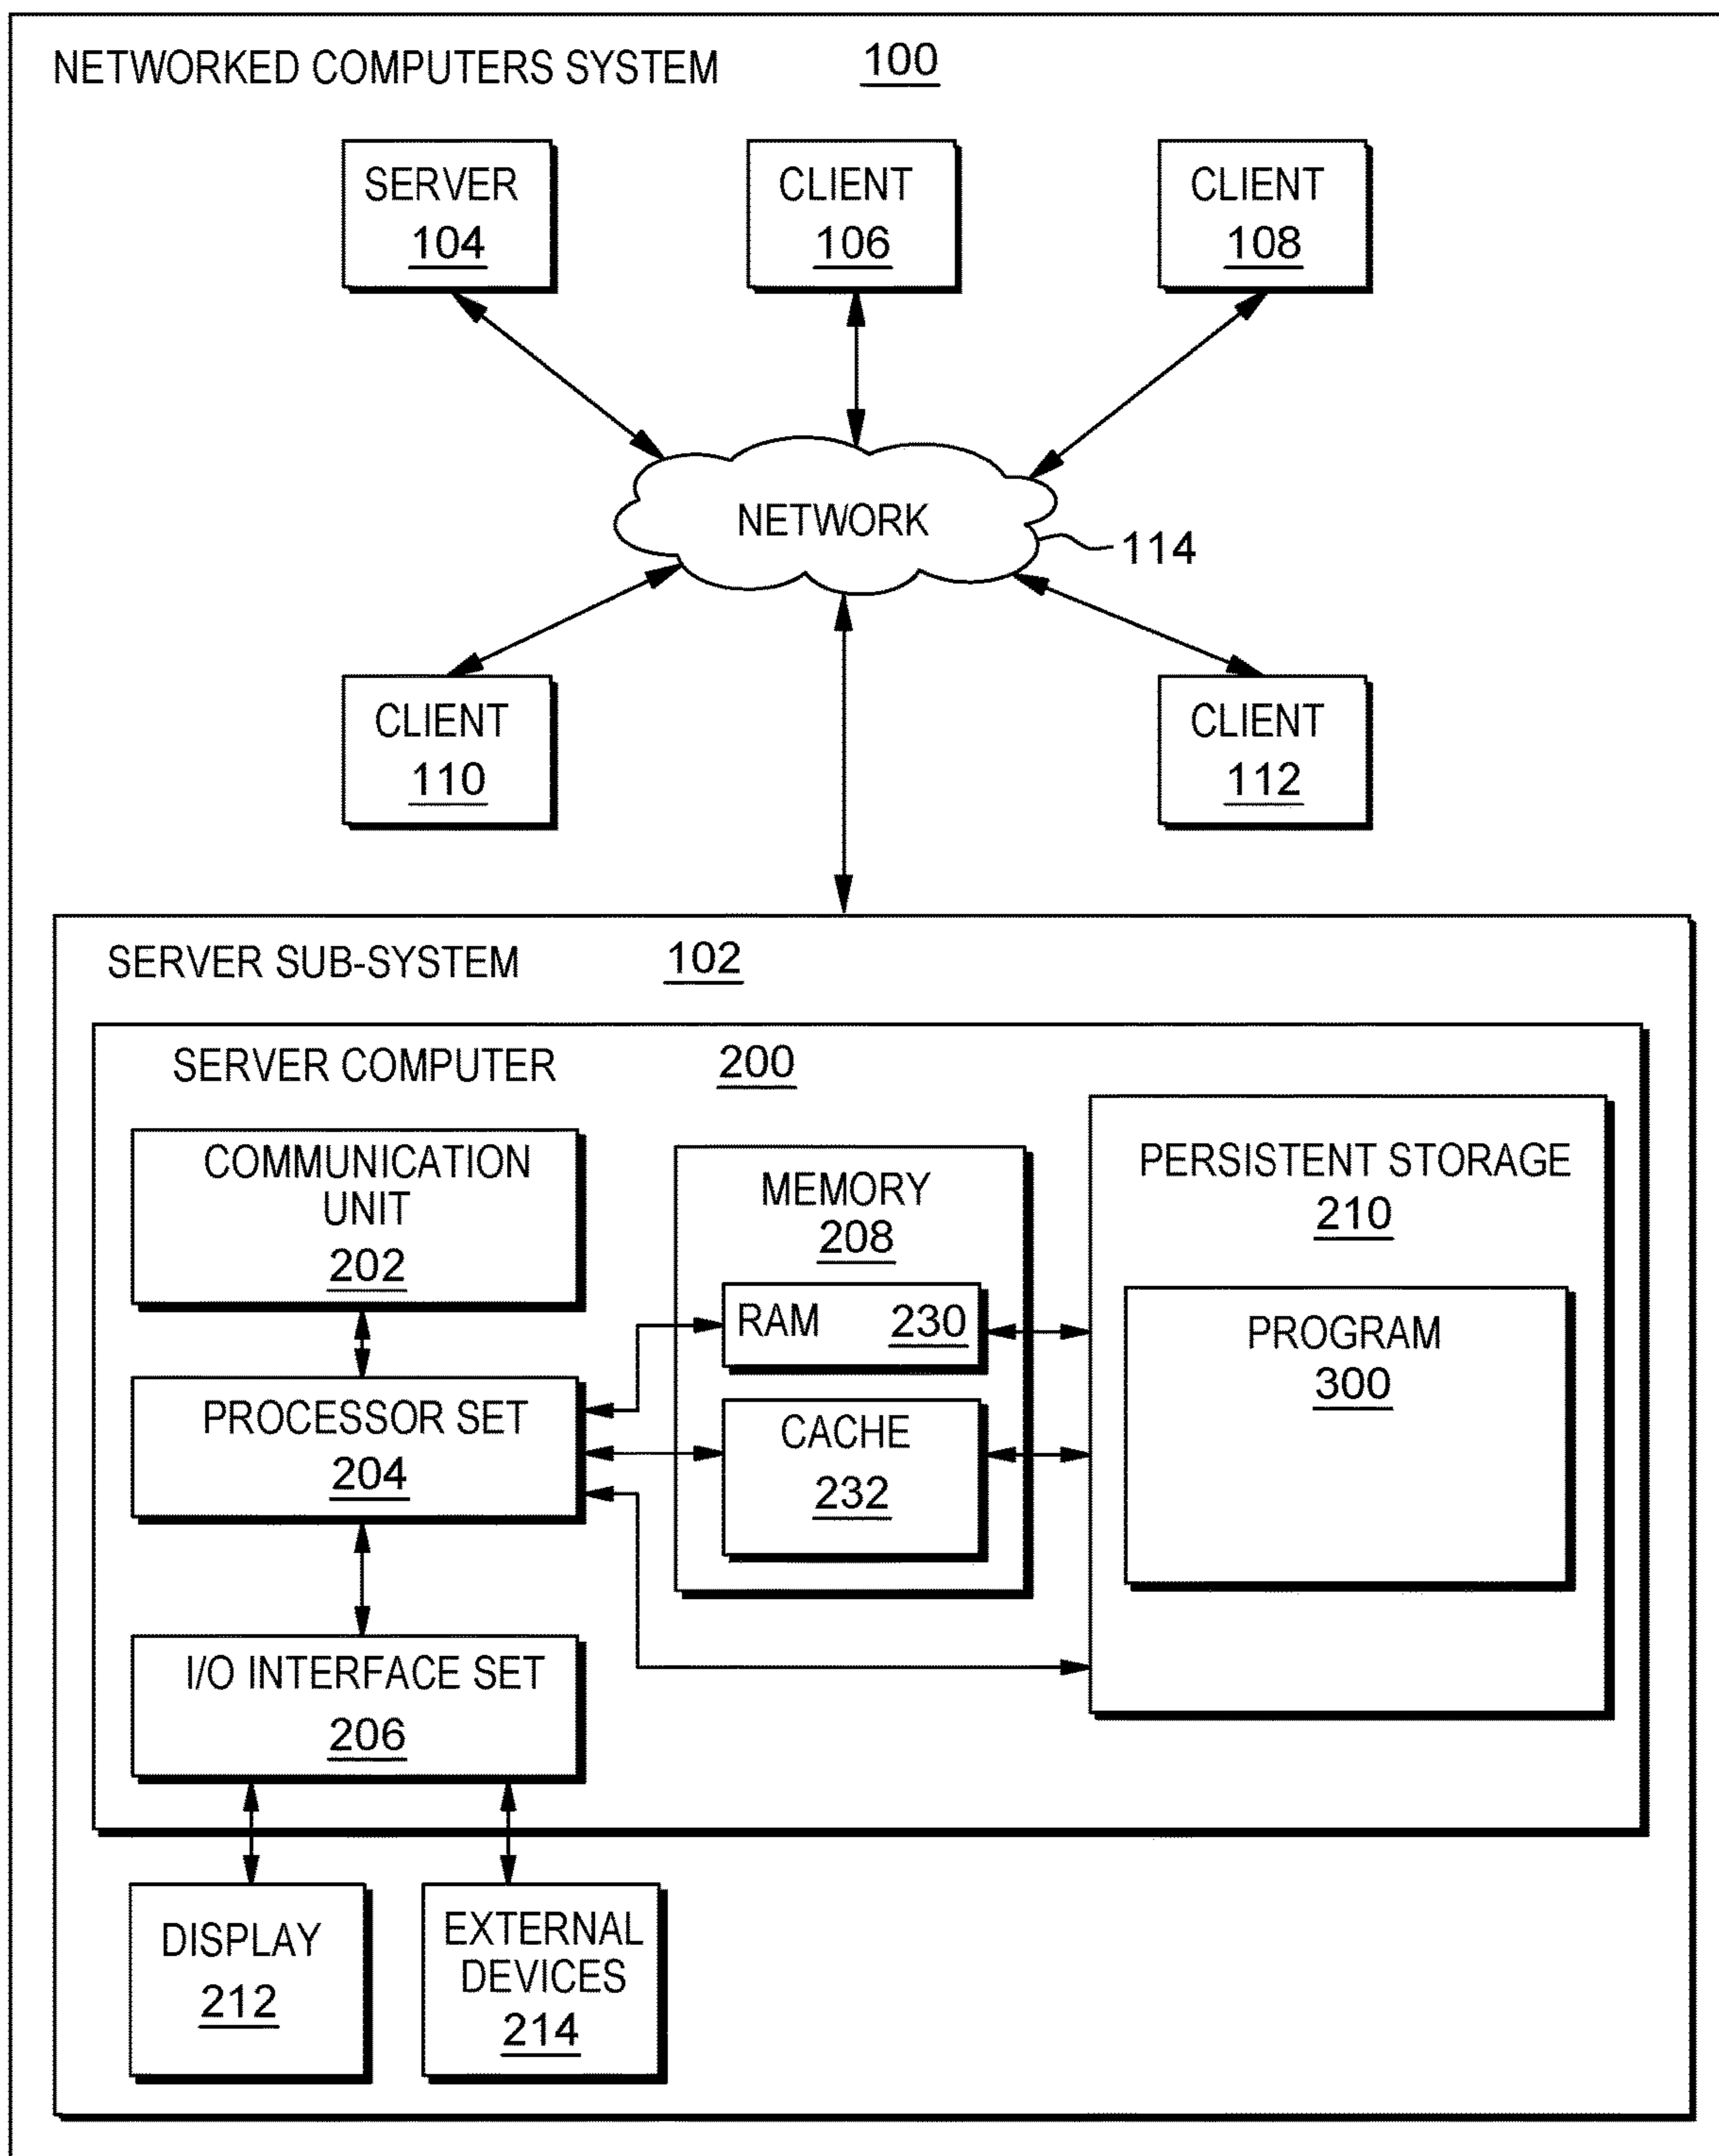 NETWORKED COMPUTERS SYSTEM 100
SERVER
104
CLIENT
106
CLIENT
108
NETWORK
114
CLIENT
110
CLIENT
112
SERVER SUB-SYSTEM 102
SERVER COMPUTER 200
COMMUNICATION
UNIT
202
PROCESSOR SET
204
I/O INTERFACE SET
206
MEMORY
208
RAM 230
CACHE
232
PERSISTENT STORAGE
210
PROGRAM
300
DISPLAY
212
EXTERNAL
DEVICES
214